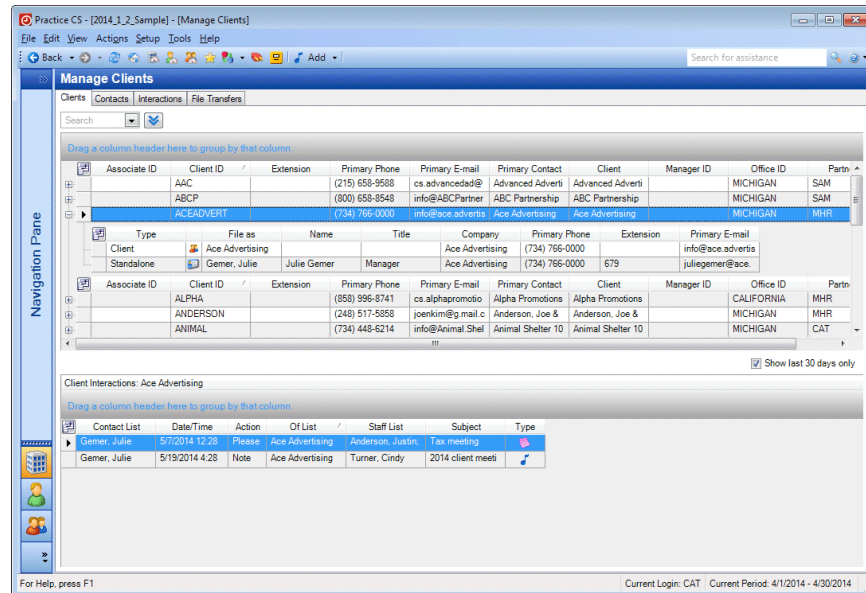 Practice CS - [2014_1_2_Sample] - [Manage Clients]
File Edit View Actions Setup Tools Help
Back Add Search for assistance
Manage Clients
Clients Contacts Interactions File Transfers
Search
Drag a column header here to group by that column.
Associate ID Client ID Extension Primary Phone Primary E-mail Primary Contact Client Manager ID Office ID Partn
AAC (215) 658-9588 cs.advancedad@ Advanced Adverti Advanced Adverti MICHIGAN SAM
ABCP (800) 658-8548 info@ABCPartner ABC Partnership ABC Partnership MICHIGAN SAM
ACEADVERT (734) 766-0000 info@ace.advertis Ace Advertising Ace Advertising MICHIGAN MHR
Type File as Name Title Company Primary Phone Extension Primary E-mail
Client Ace Advertising Ace Advertising (734) 766-0000 info@ace.advertis
Standalone Gemer, Julie Julie Gemer Manager Ace Advertising (734) 766-0000 679 juliegemer@ace.
Associate ID Client ID Extension Primary Phone Primary E-mail Primary Contact Client Manager ID Office ID Partn
ALPHA (858) 996-8741 cs.alphapromotio Alpha Promotions Alpha Promotions CALIFORNIA MHR
ANDERSON (248) 517-5858 joenkim@g.mail.c Anderson, Joe & Anderson, Joe & MICHIGAN MHR
ANIMAL (734) 448-6214 info@Animal.Shel Animal Shelter 10 Animal Shelter 10 MICHIGAN CAT
Show last 30 days only
Client Interactions: Ace Advertising
Drag a column header here to group by that column.
Contact List Date/Time Action Of List Staff List Subject Type
Gemer, Julie 5/7/2014 12:28 Please Ace Advertising Anderson, Justin; Tax meeting
Gemer, Julie 5/19/2014 4:28 Note Ace Advertising Turner, Cindy 2014 client meeti
Navigation Pane
For Help, press F1 Current Login: CAT Current Period: 4/1/2014 - 4/30/2014